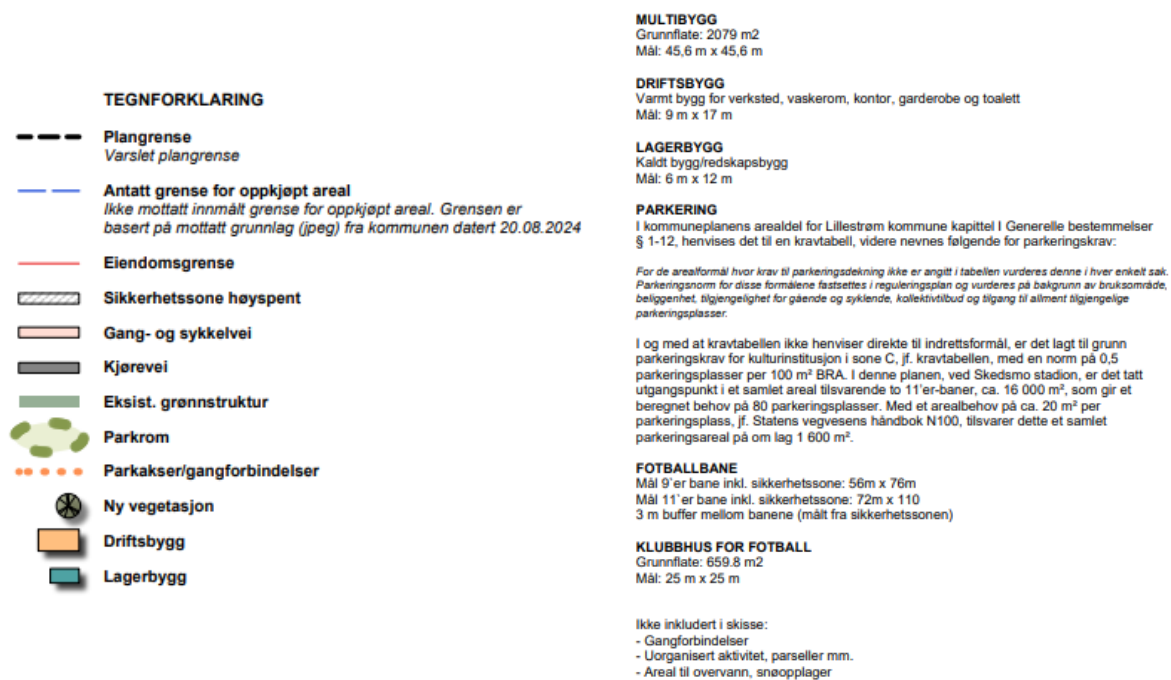 TEGNFORKLARING
Plangrense
Varslet plangrense
Antatt grense for oppkjøpt areal
Ikke mottatt innmålt grense for oppkjøpt areal. Grensen er
basert på mottatt grunnlag (jpeg) fra kommunen datert 20.08.2024
Eiendomsgrense
Sikkerhetssone høyspent
Gang- og sykkelvei
Kjørevei
Eksist. grønnstruktur
Parkrom
Parkakser/gangforbindelser
Ny vegetasjon
Driftsbygg
Lagerbygg
MULTIBYGG
Grunnflate: 2079 m2
Mål: 45,6 m x 45,6 m
DRIFTSBYGG
Varmt bygg for verksted, vaskerom, kontor, garderobe og toalett
Mål: 9 m x 17 m
LAGERBYGG
Kaldt bygg/redskapsbygg
Mål: 6 m x 12 m
PARKERING
I kommuneplanens arealdel for Lillestrøm kommune kapittel I Generelle bestemmelser
§ 1-12, henvises det til en kravtabell, videre nevnes følgende for parkeringskrav:
For de arealformål hvor krav til parkeringsdekning ikke er angitt i tabellen vurderes denne i hver enkelt sak.
Parkeringsnorm for disse formålene fastsettes i reguleringsplan og vurderes på bakgrunn av bruksområde,
beliggenhet, tilgjengelighet for gående og syklende, kollektivtilbud og tilgang til allment tilgjengelige
parkeringsplasser.
I og med at kravtabellen ikke henviser direkte til indrettsformål, er det lagt til grunn
parkeringskrav for kulturinstitusjon i sone C, jf. kravtabellen, med en norm på 0,5
parkeringsplasser per 100 m² BRA. I denne planen, ved Skedsmo stadion, er det tatt
utgangspunkt i et samlet areal tilsvarende to 11'er-baner, ca. 16 000 m², som gir et
beregnet behov på 80 parkeringsplasser. Med et arealbehov på ca. 20 m² per
parkeringsplass, jf. Statens vegvesens håndbok N100, tilsvarer dette et samlet
parkeringsareal på om lag 1 600 m².
FOTBALLBANE
Mål 9`er bane inkl. sikkerhetssone: 56m x 76m
Mål 11`er bane inkl. sikkerhetssone: 72m x 110
3 m buffer mellom banene (målt fra sikkerhetssonen)
KLUBBHUS FOR FOTBALL
Grunnflate: 659.8 m2
Mål: 25 m x 25 m
Ikke inkludert i skisse:
- Gangforbindelser
- Uorganisert aktivitet, parseller mm.
- Areal til overvann, snøopplager